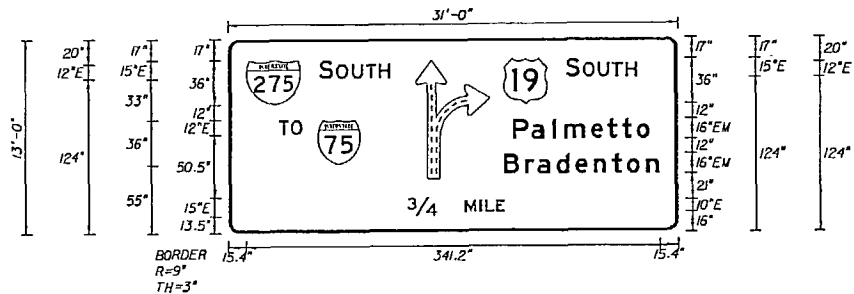 31'-0"
20" 17" 17" 17" 17" 20"
12"E 15"E 36" INTERSTATE 275 SOUTH 19 SOUTH 36" 15"E 12"E
33" 12" 12"
13'-0" 12"E TO INTERSTATE 75 Palmetto 16"EM
124" 36" 50.5" Bradenton 12" 124" 124"
16"EM
55" 21"
15"E 3/4 MILE 10"E
13.5" 16"
BORDER 15.4" 341.2" 15.4"
R=9"
TH=3"